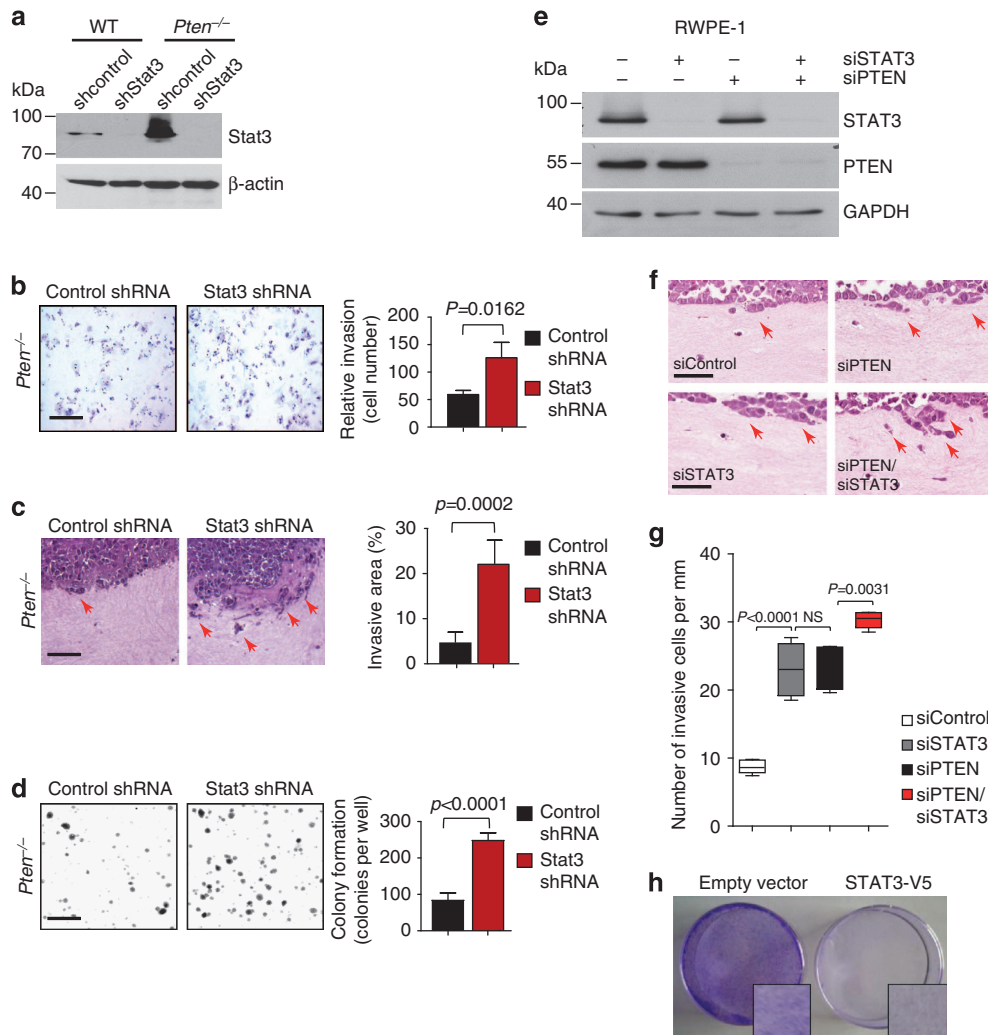 a
WT
Pten–/–
kDa
shcontrol
shStat3
shcontrol
shStat3
100
70
Stat3
40
β-actin
b
Control shRNA
Stat3 shRNA
Pten–/–
Relative invasion
(cell number)
200
150
100
50
0
P=0.0162
Control
shRNA
Stat3
shRNA
c
Control shRNA
Stat3 shRNA
Pten–/–
Invasive area (%)
30
20
10
0
p=0.0002
Control
shRNA
Stat3
shRNA
d
Control shRNA
Stat3 shRNA
Pten–/–
Colony formation
(colonies per well)
300
200
100
0
p<0.0001
Control
shRNA
Stat3
shRNA
e
RWPE-1
– + – + siSTAT3
– – + + siPTEN
kDa
100
STAT3
55
PTEN
40
GAPDH
f
siControl
siPTEN
siSTAT3
siPTEN/
siSTAT3
g
Number of invasive cells per mm
40
30
20
10
0
P<0.0001
NS
P=0.0031
siControl
siSTAT3
siPTEN
siPTEN/
siSTAT3
h
Empty vector
STAT3-V5